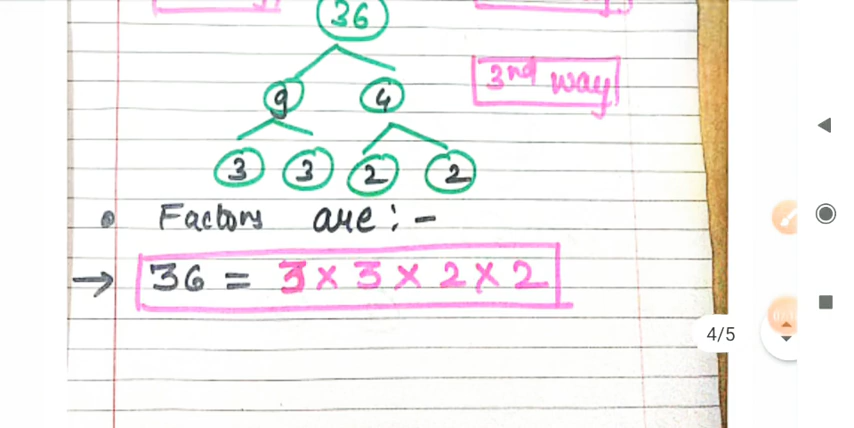 36
3rd way
9 4
3 3 2 2
• Factors are :-
→ 36 = 3 × 3 × 2 × 2
4/5